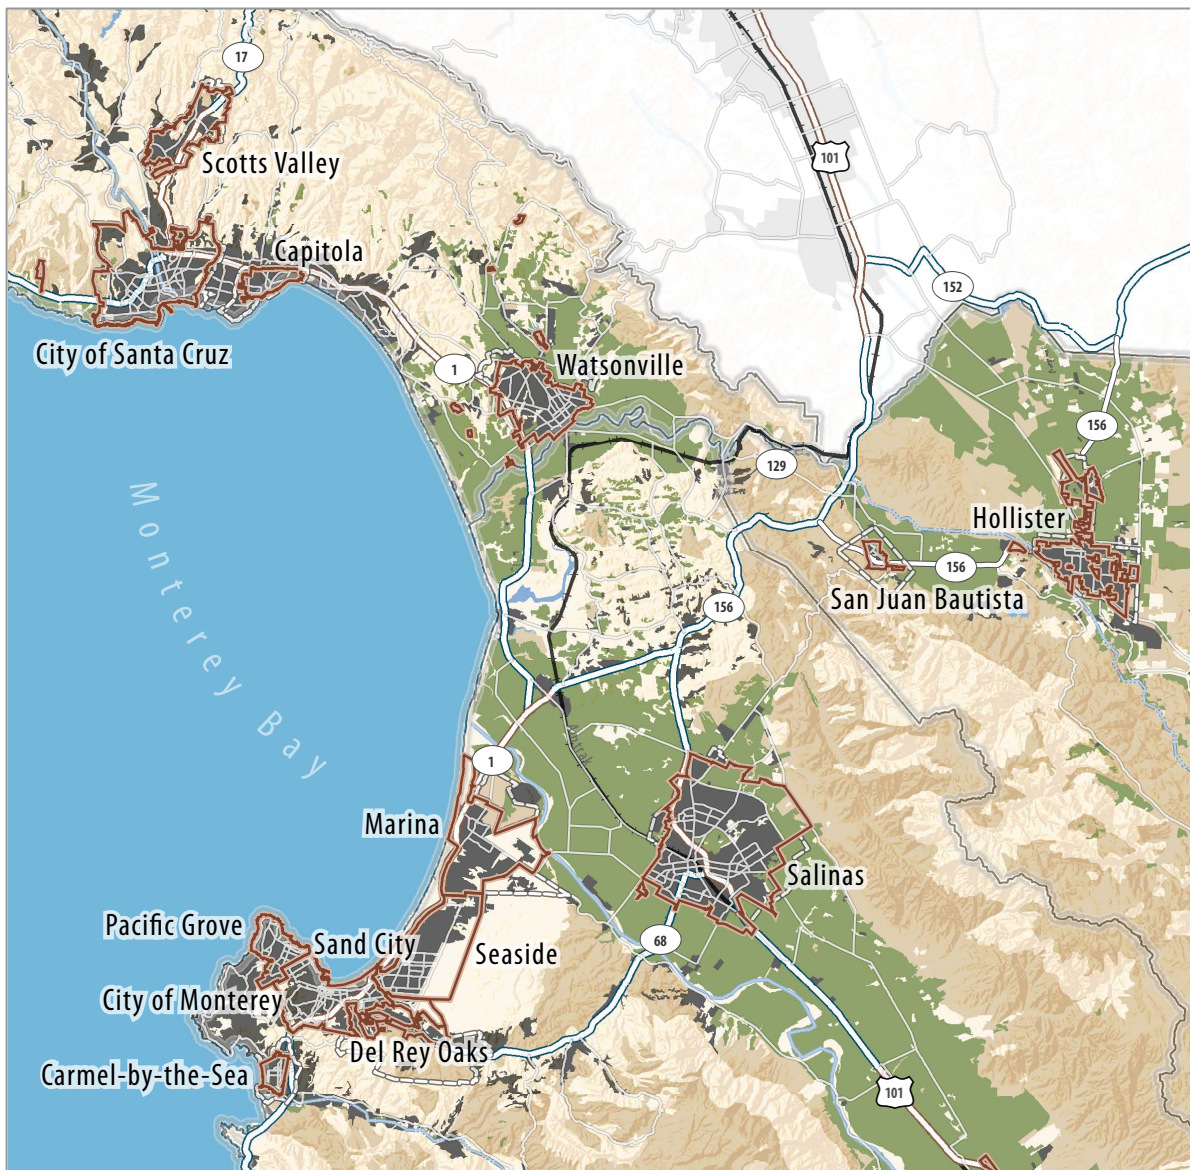 17
Scotts Valley
101
Capitola
152
City of Santa Cruz
1
Watsonville
156
129
Monterey Bay
Hollister
156
San Juan Bautista
156
Amtrak
1
Marina
Salinas
Pacific Grove
Sand City
68
Seaside
City of Monterey
Del Rey Oaks
Carmel-by-the-Sea
101